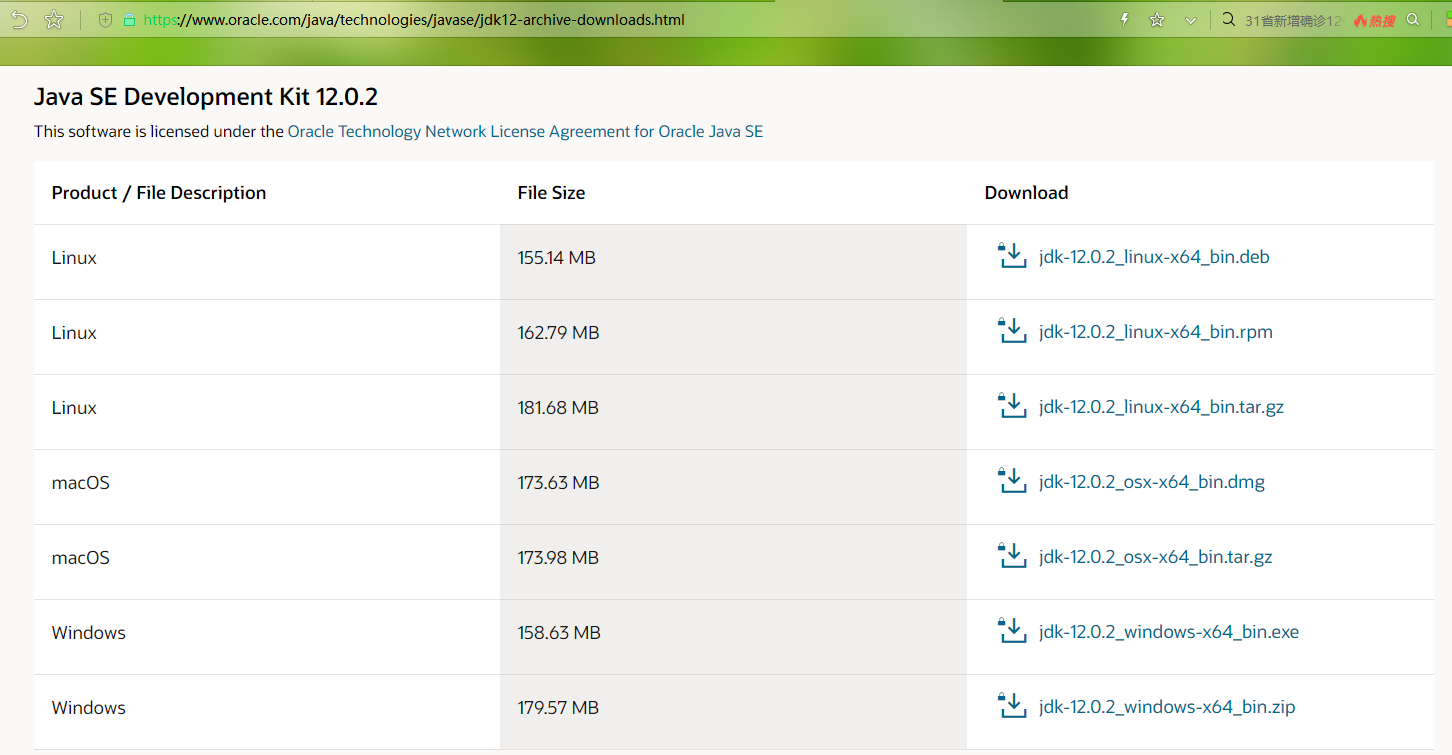 https://www.oracle.com/java/technologies/javase/jdk12-archive-downloads.html
31省新增确诊12
热搜
Java SE Development Kit 12.0.2
This software is licensed under the Oracle Technology Network License Agreement for Oracle Java SE
Product / File Description File Size Download
Linux 155.14 MB jdk-12.0.2_linux-x64_bin.deb
Linux 162.79 MB jdk-12.0.2_linux-x64_bin.rpm
Linux 181.68 MB jdk-12.0.2_linux-x64_bin.tar.gz
macOS 173.63 MB jdk-12.0.2_osx-x64_bin.dmg
macOS 173.98 MB jdk-12.0.2_osx-x64_bin.tar.gz
Windows 158.63 MB jdk-12.0.2_windows-x64_bin.exe
Windows 179.57 MB jdk-12.0.2_windows-x64_bin.zip